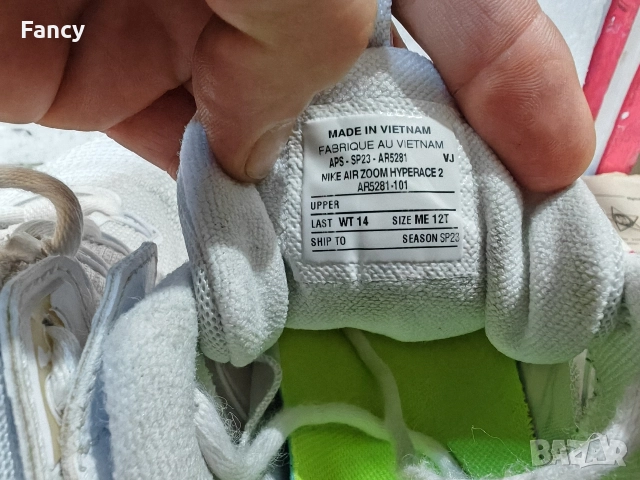 Fancy
MADE IN VIETNAM
FABRIQUE AU VIETNAM
APS - SP23 - AR5281 VJ
NIKE AIR ZOOM HYPERACE 2
AR5281-101
UPPER
LAST WT 14 SIZE ME 12T
SHIP TO SEASON SP23
BAZAR